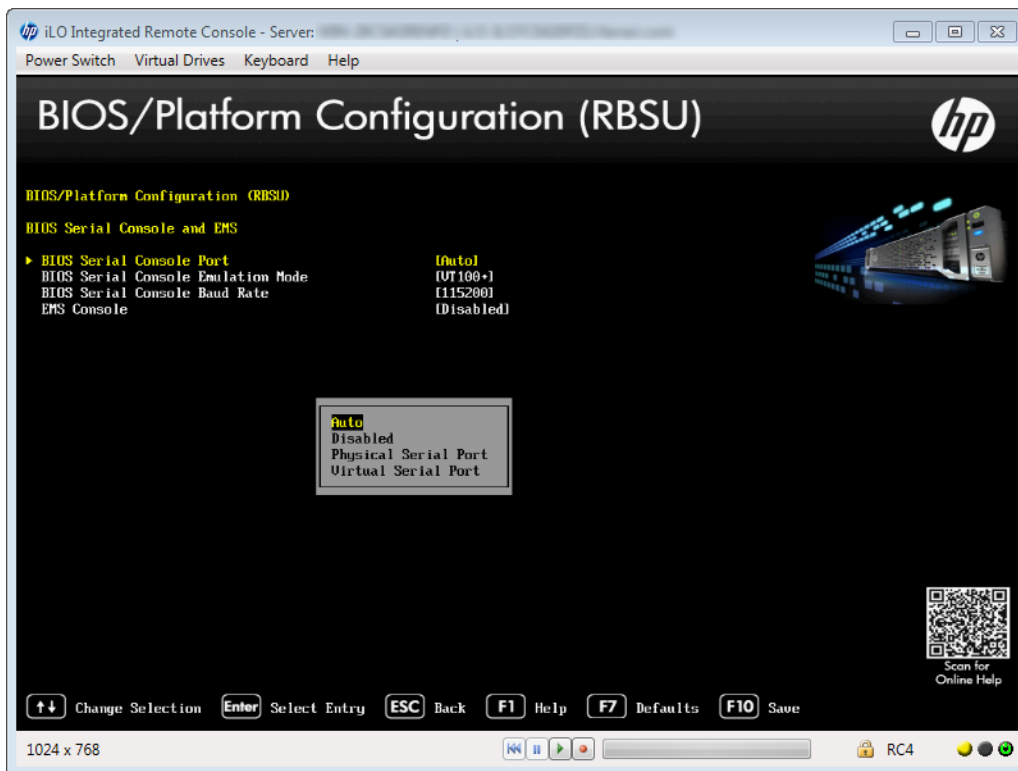 iLO Integrated Remote Console - Server:
Power Switch Virtual Drives Keyboard Help
BIOS/Platform Configuration (RBSU)
hp
BIOS/Platform Configuration (RBSU)
BIOS Serial Console and EMS
BIOS Serial Console Port [Auto]
BIOS Serial Console Emulation Mode [VT100+]
BIOS Serial Console Baud Rate [115200]
EMS Console [Disabled]
Auto
Disabled
Physical Serial Port
Virtual Serial Port
Scan for
Online Help
↑↓ Change Selection Enter Select Entry ESC Back F1 Help F7 Defaults F10 Save
1024 x 768 RC4